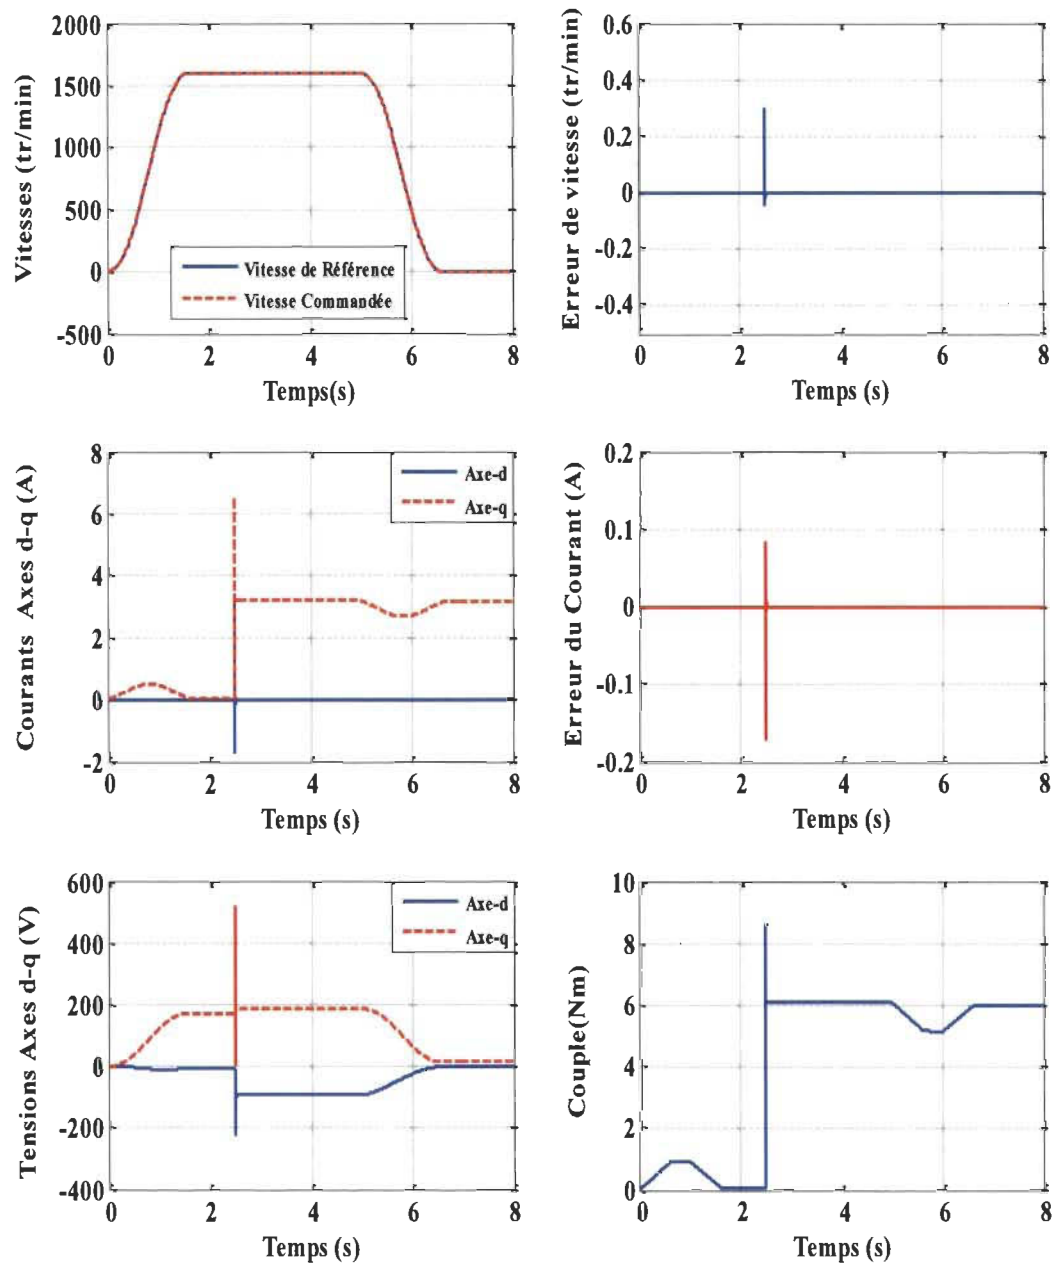 Vitesses (tr/min)
2000
1500
1000
500
0
-500
Vitesse de Référence
Vitesse Commandée
0 2 4 6 8
Temps(s)
Erreur de vitesse (tr/min)
0.6
0.4
0.2
0
-0.2
-0.4
0 2 4 6 8
Temps (s)
Courants Axes d-q (A)
8
6
4
2
0
-2
Axe-d
Axe-q
0 2 4 6 8
Temps (s)
Erreur du Courant (A)
0.2
0.1
0
-0.1
-0.2
0 2 4 6 8
Temps (s)
Tensions Axes d-q (V)
600
400
200
0
-200
-400
Axe-d
Axe-q
0 2 4 6 8
Temps (s)
Couple(Nm)
10
8
6
4
2
0
0 2 4 6 8
Temps (s)